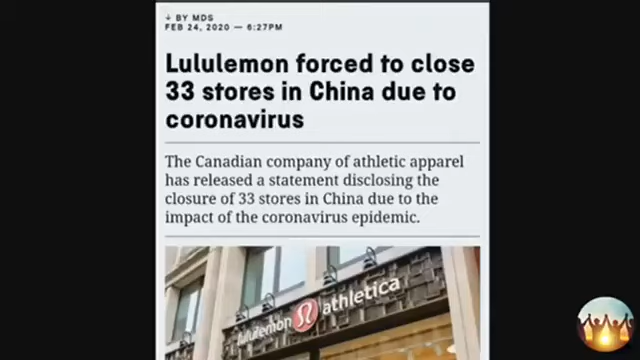 ↓ BY MDS
FEB 24, 2020 — 6:27PM
Lululemon forced to close
33 stores in China due to
coronavirus
The Canadian company of athletic apparel
has released a statement disclosing the
closure of 33 stores in China due to the
impact of the coronavirus epidemic.
lululemon athletica